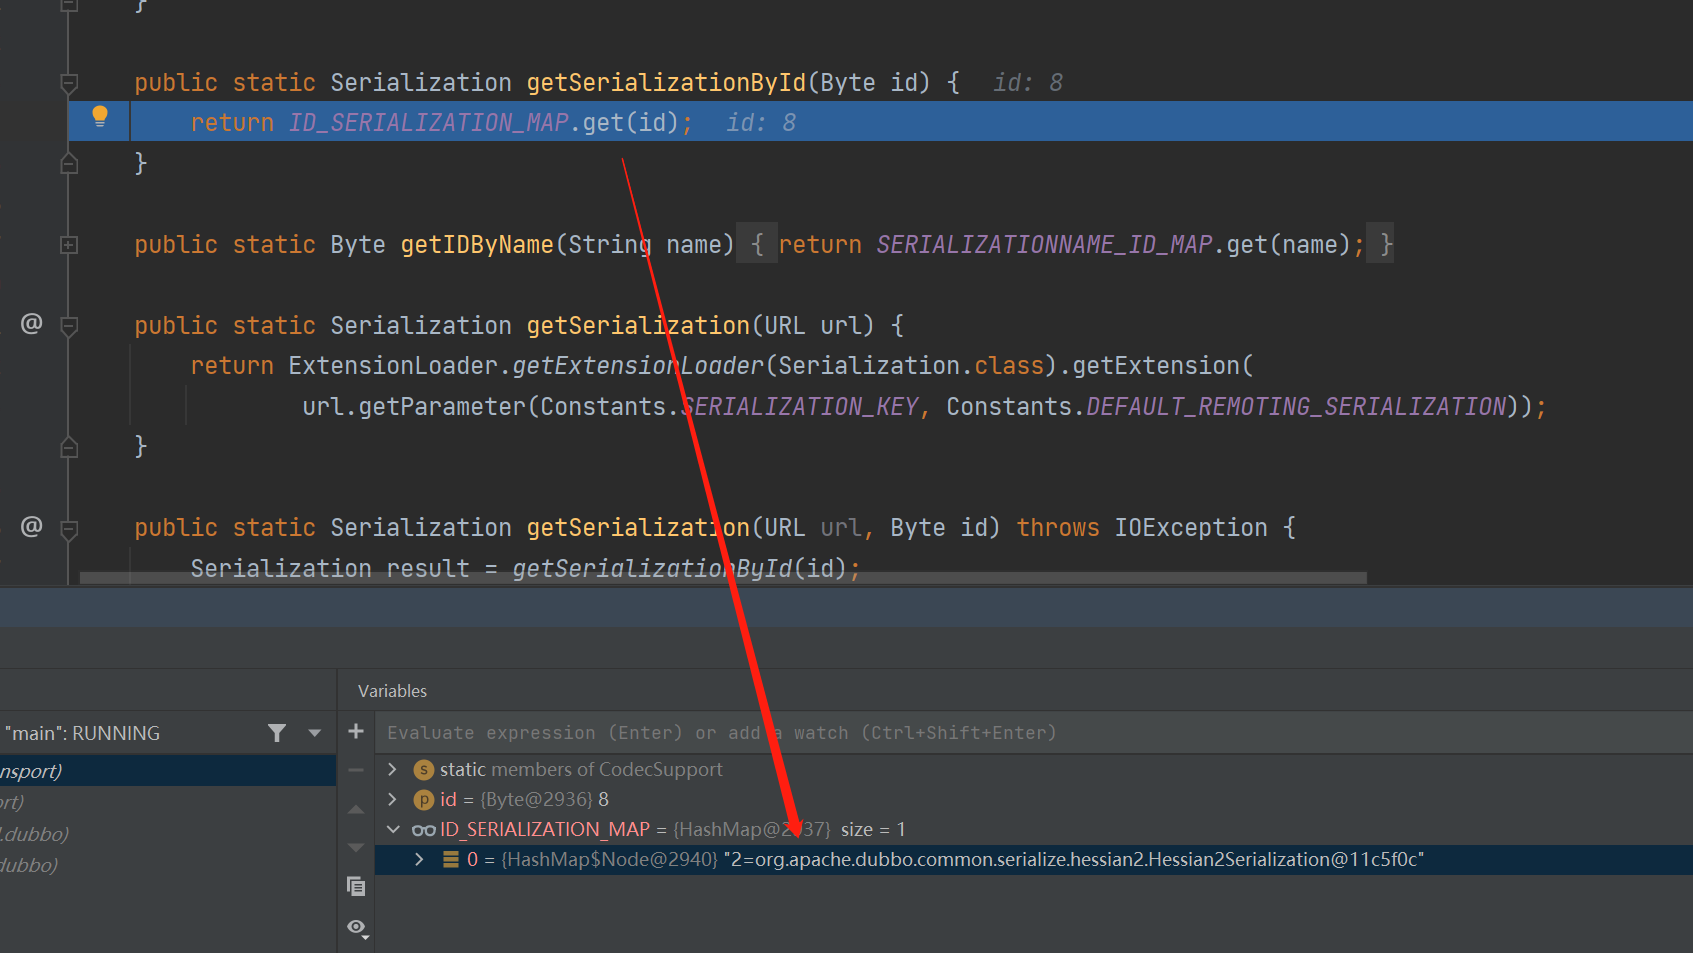 }
public static Serialization getSerializationById(Byte id) {  id: 8
return ID_SERIALIZATION_MAP.get(id);  id: 8
}
public static Byte getIDByName(String name) { return SERIALIZATIONNAME_ID_MAP.get(name); }
@ public static Serialization getSerialization(URL url) {
return ExtensionLoader.getExtensionLoader(Serialization.class).getExtension(
url.getParameter(Constants.SERIALIZATION_KEY, Constants.DEFAULT_REMOTING_SERIALIZATION));
}
@ public static Serialization getSerialization(URL url, Byte id) throws IOException {
Serialization result = getSerializationById(id);
Variables
"main": RUNNING
Evaluate expression (Enter) or add a watch (Ctrl+Shift+Enter)
nsport)
rt)
l.dubbo)
dubbo)
s static members of CodecSupport
p id = {Byte@2936} 8
ID_SERIALIZATION_MAP = {HashMap@2937} size = 1
0 = {HashMap$Node@2940} "2=org.apache.dubbo.common.serialize.hessian2.Hessian2Serialization@11c5f0c"